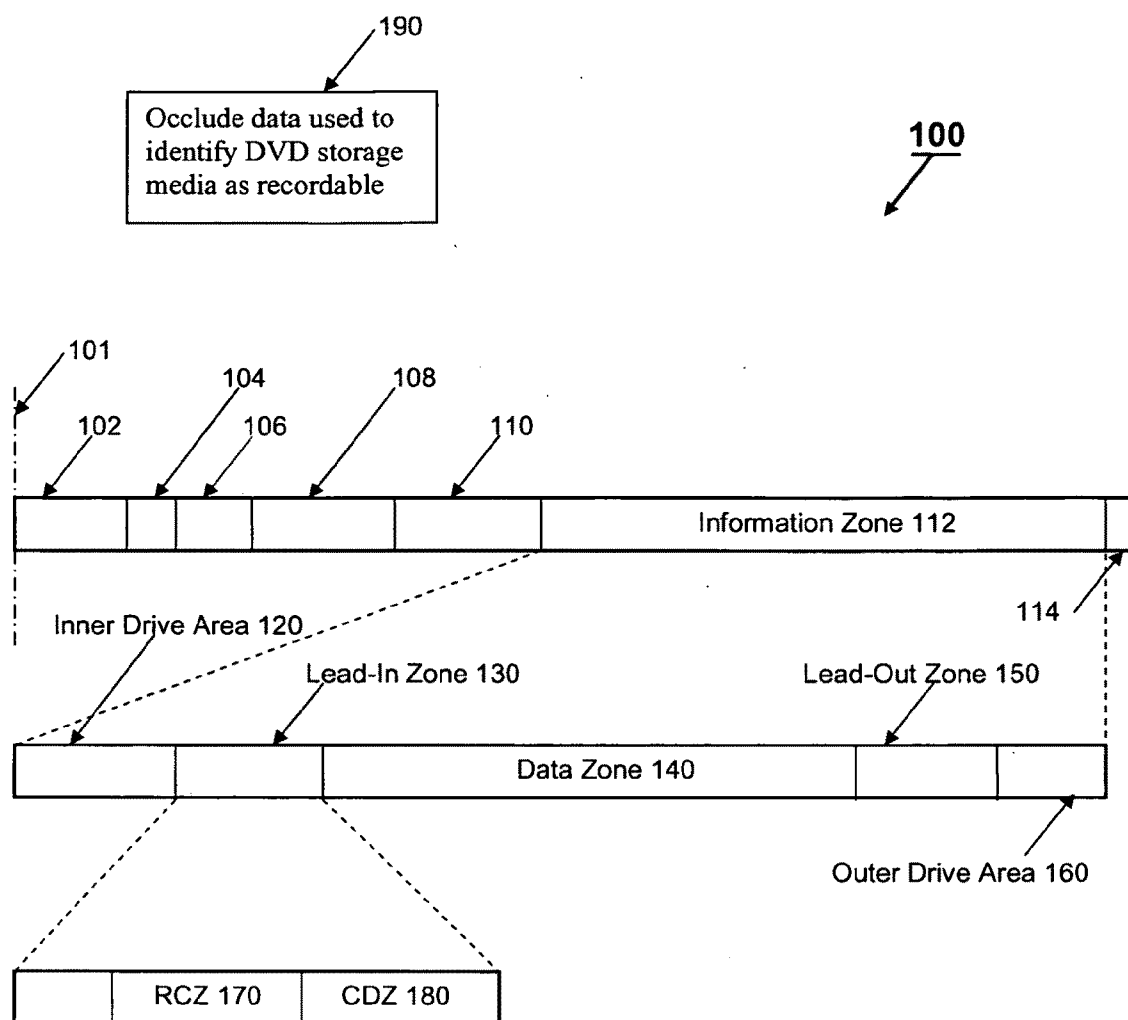 190
Occlude data used to
identify DVD storage
media as recordable
100
101
104
108
102
106
110
Information Zone 112
114
Inner Drive Area 120
Lead-In Zone 130
Lead-Out Zone 150
Data Zone 140
Outer Drive Area 160
RCZ 170
CDZ 180